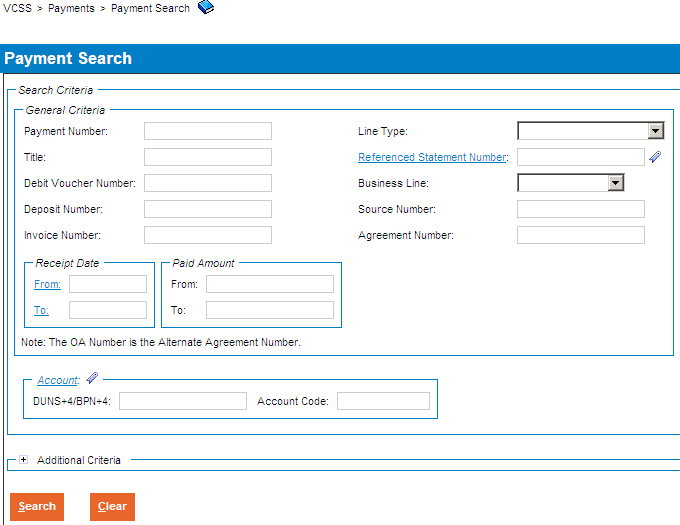 VCSS > Payments > Payment Search
Payment Search
Search Criteria
General Criteria
Payment Number:
Line Type:
Title:
Referenced Statement Number:
Debit Voucher Number:
Business Line:
Deposit Number:
Source Number:
Invoice Number:
Agreement Number:
Receipt Date
Paid Amount
From:
From:
To:
To:
Note: The OA Number is the Alternate Agreement Number.
Account:
DUNS+4/BPN+4:
Account Code:
Additional Criteria
Search
Clear